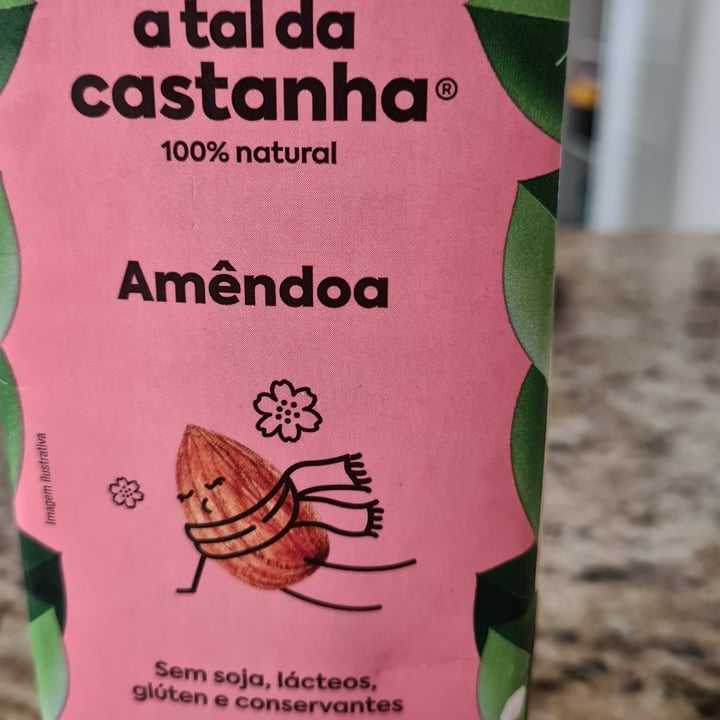 a tal da
castanha®
100% natural
Amêndoa
Imagem ilustrativa
Sem soja, lácteos,
glúten e conservantes